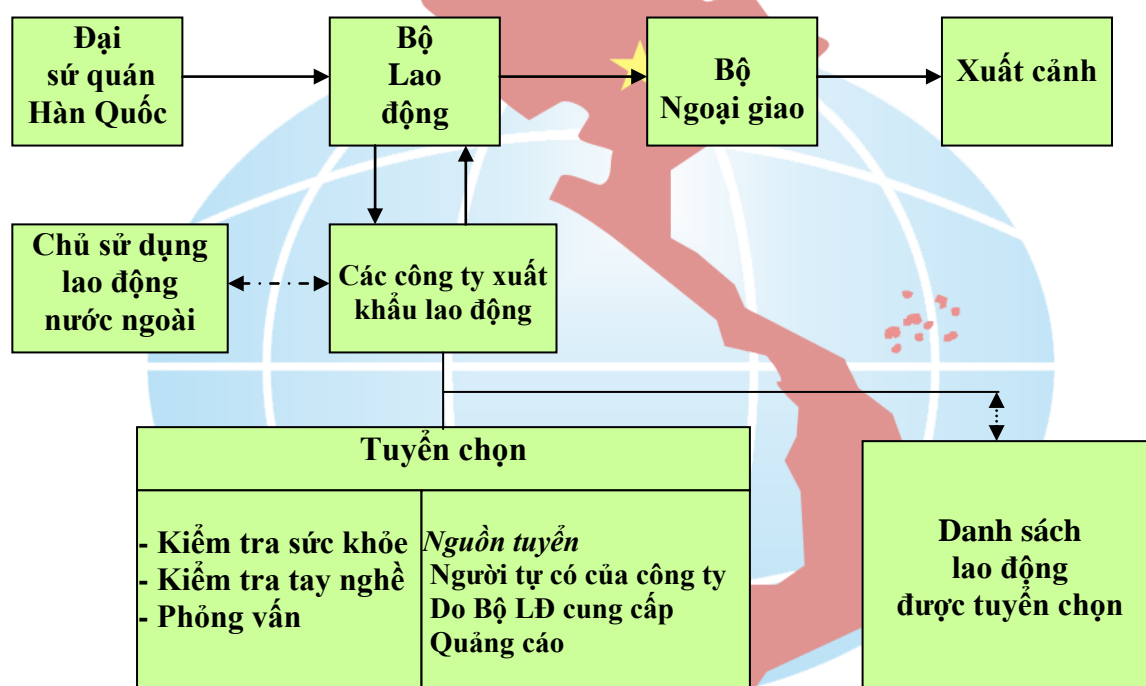 Đại
sứ quán
Hàn Quốc
Bộ
Lao
động
Bộ
Ngoại giao
Xuất cảnh
Chủ sử dụng
lao động
nước ngoài
Các công ty xuất
khẩu lao động
Tuyển chọn
- Kiểm tra sức khỏe
- Kiểm tra tay nghề
- Phỏng vấn
Nguồn tuyển
Người tự có của công ty
Do Bộ LĐ cung cấp
Quảng cáo
Danh sách
lao động
được tuyển chọn